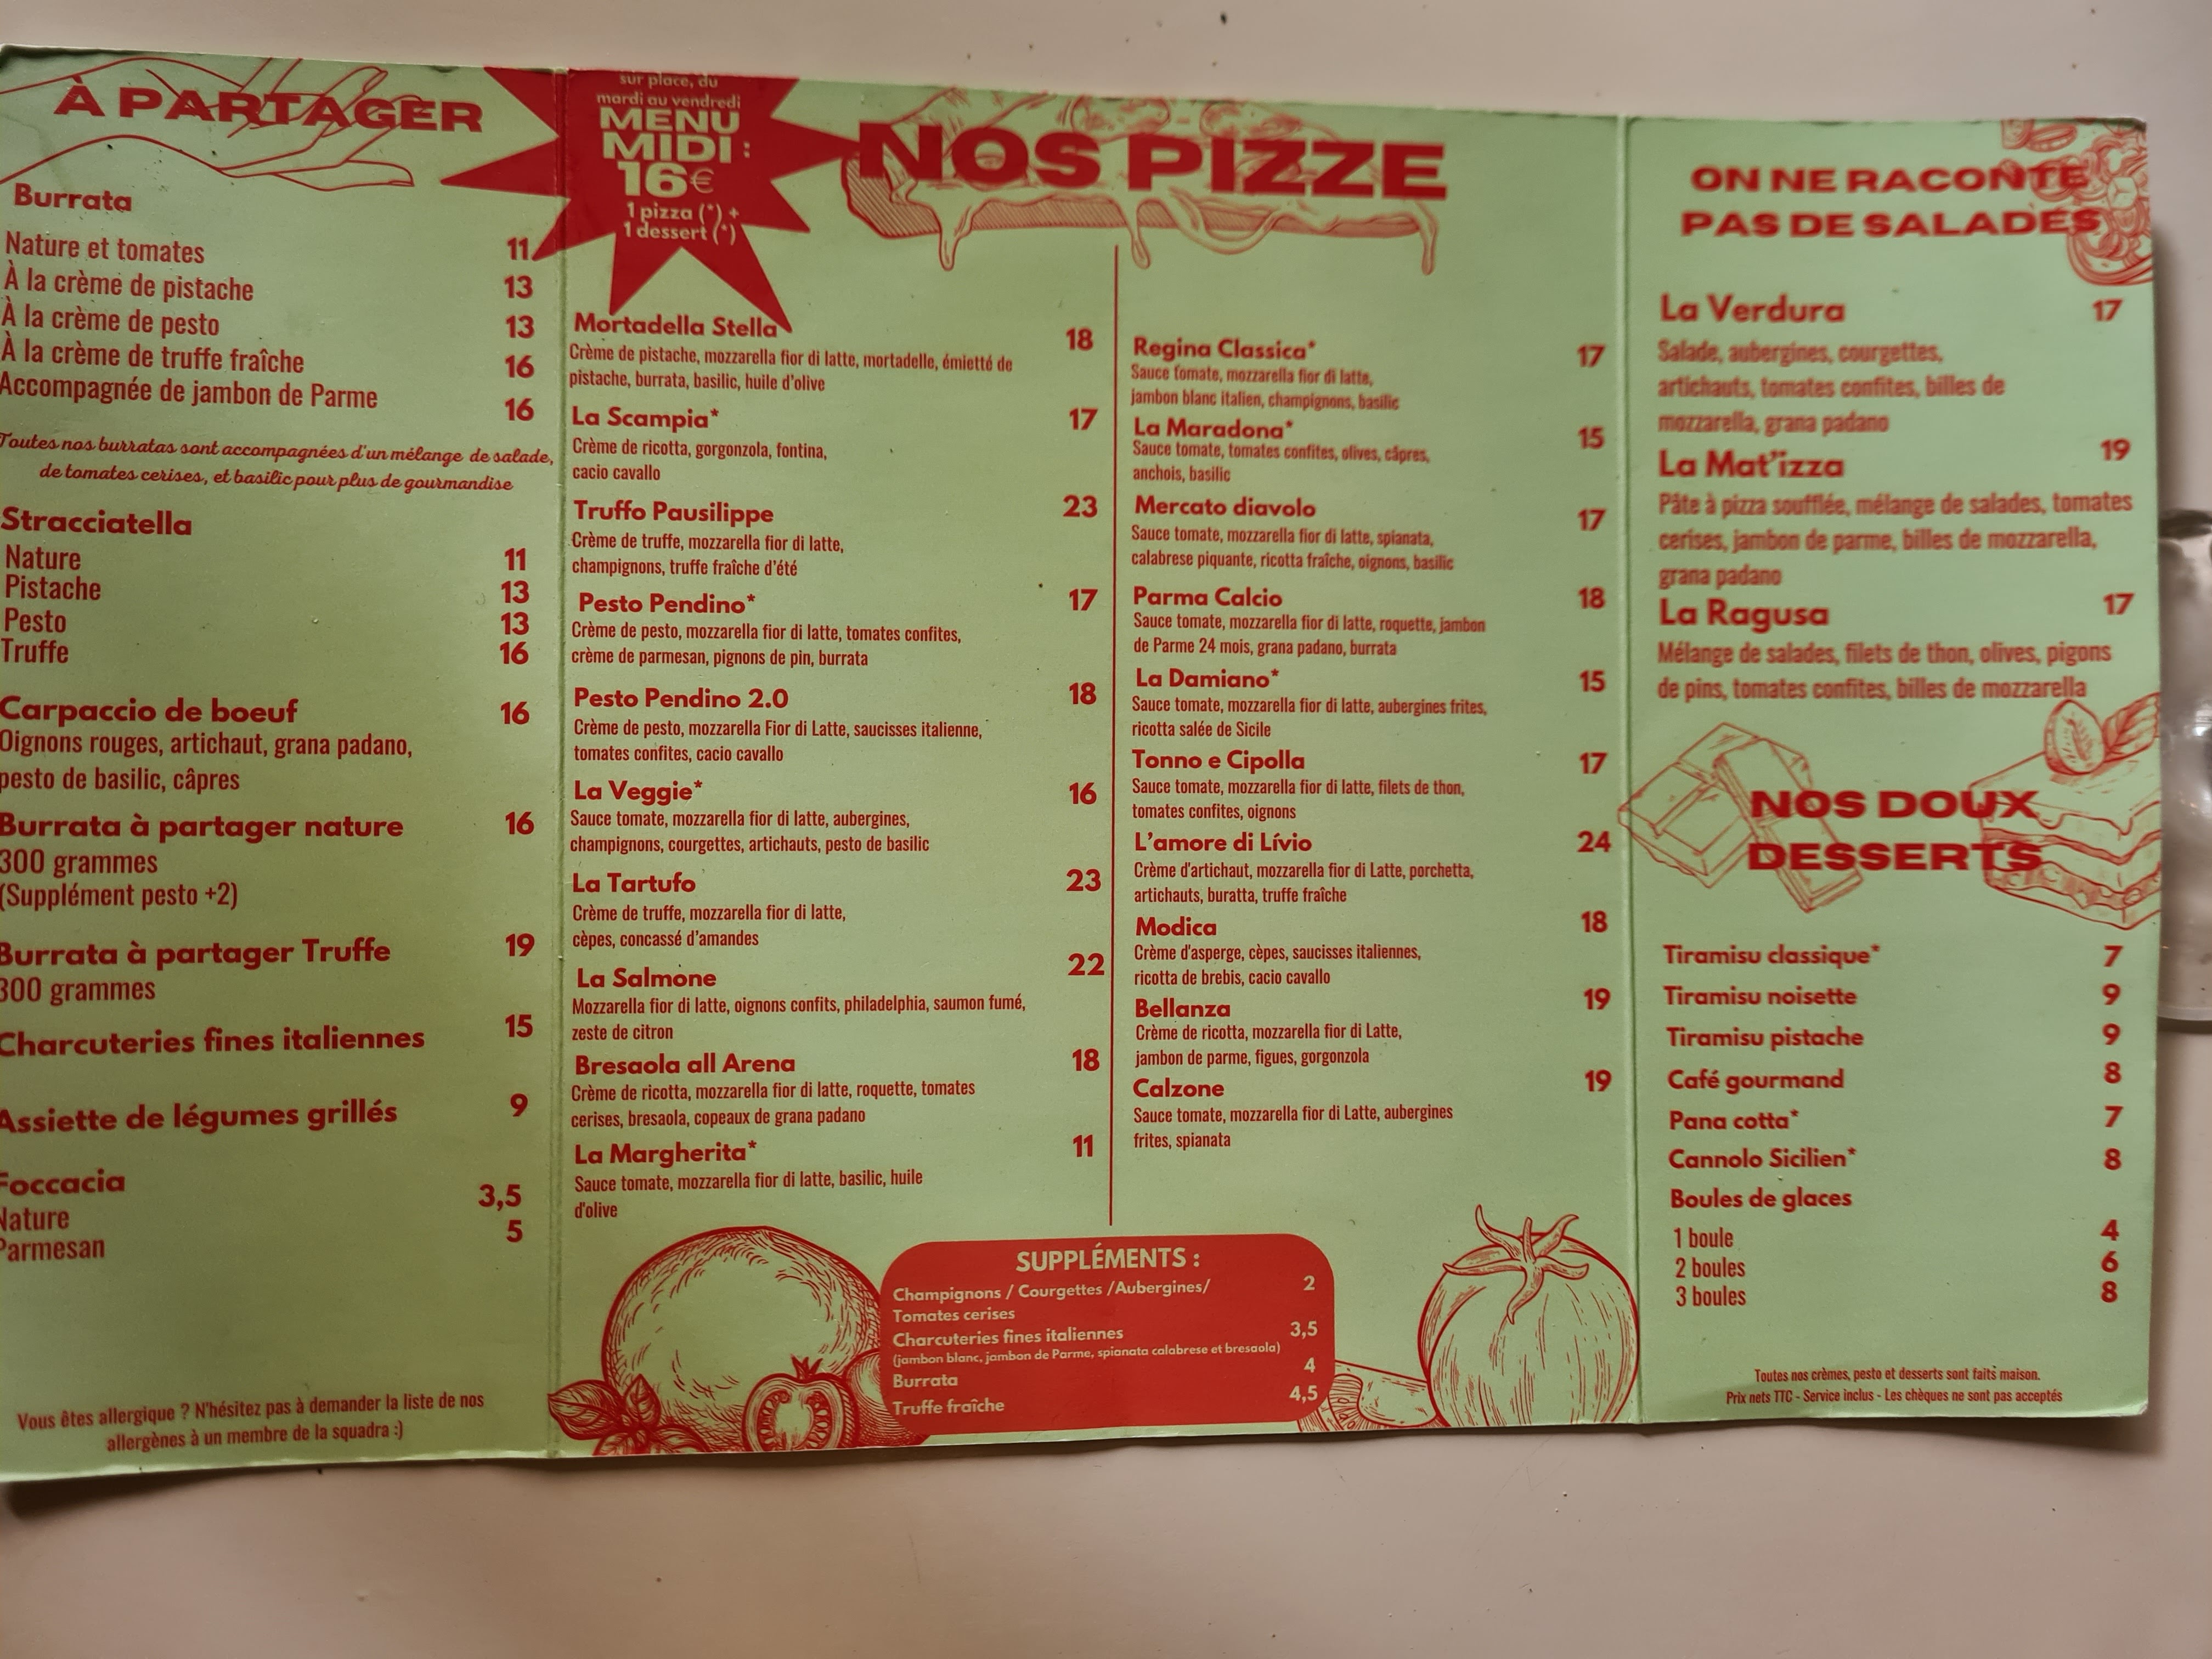 À PARTAGER
Burrata
Nature et tomates 11
À la crème de pistache 13
À la crème de pesto 13
À la crème de truffe fraîche 16
Accompagnée de jambon de Parme 16
Toutes nos burratas sont accompagnées d'un mélange de salade,
de tomates cerises, et basilic pour plus de gourmandise
Stracciatella
Nature 11
Pistache 13
Pesto 13
Truffe 16
Carpaccio de boeuf 16
Oignons rouges, artichaut, grana padano,
pesto de basilic, câpres
Burrata à partager nature 16
300 grammes
(Supplément pesto +2)
Burrata à partager Truffe 19
300 grammes
Charcuteries fines italiennes 15
Assiette de légumes grillés 9
Foccacia
Nature 3,5
Parmesan 5
Vous êtes allergique ? N'hésitez pas à demander la liste de nos
allergènes à un membre de la squadra :)
sur place, du
mardi au vendredi
MENU
MIDI :
16€
1 pizza (*) +
1 dessert (*)
NOS PIZZE
Mortadella Stella 18
Crème de pistache, mozzarella fior di latte, mortadelle, émietté de
pistache, burrata, basilic, huile d'olive
La Scampia* 17
Crème de ricotta, gorgonzola, fontina,
cacio cavallo
Truffo Pausilippe 23
Crème de truffe, mozzarella fior di latte,
champignons, truffe fraîche d'été
Pesto Pendino* 17
Crème de pesto, mozzarella fior di latte, tomates confites,
crème de parmesan, pignons de pin, burrata
Pesto Pendino 2.0 18
Crème de pesto, mozzarella Fior di Latte, saucisses italienne,
tomates confites, cacio cavallo
La Veggie* 16
Sauce tomate, mozzarella fior di latte, aubergines,
champignons, courgettes, artichauts, pesto de basilic
La Tartufo 23
Crème de truffe, mozzarella fior di latte,
cèpes, concassé d'amandes
La Salmone 22
Mozzarella fior di latte, oignons confits, philadelphia, saumon fumé,
zeste de citron
Bresaola all Arena 18
Crème de ricotta, mozzarella fior di latte, roquette, tomates
cerises, bresaola, copeaux de grana padano
La Margherita* 11
Sauce tomate, mozzarella fior di latte, basilic, huile
d'olive
Regina Classica* 17
Sauce tomate, mozzarella fior di latte,
jambon blanc italien, champignons, basilic
La Maradona* 15
Sauce tomate, tomates confites, olives, câpres,
anchois, basilic
Mercato diavolo 17
Sauce tomate, mozzarella fior di latte, spianata,
calabrese piquante, ricotta fraîche, oignons, basilic
Parma Calcio 18
Sauce tomate, mozzarella fior di latte, roquette, jambon
de Parme 24 mois, grana padano, burrata
La Damiano* 15
Sauce tomate, mozzarella fior di latte, aubergines frites,
ricotta salée de Sicile
Tonno e Cipolla 17
Sauce tomate, mozzarella fior di latte, filets de thon,
tomates confites, oignons
L'amore di Lívio 24
Crème d'artichaut, mozzarella fior di Latte, porchetta,
artichauts, buratta, truffe fraîche
Modica 18
Crème d'asperge, cèpes, saucisses italiennes,
ricotta de brebis, cacio cavallo
Bellanza 19
Crème de ricotta, mozzarella fior di Latte,
jambon de parme, figues, gorgonzola
Calzone 19
Sauce tomate, mozzarella fior di Latte, aubergines
frites, spianata
SUPPLÉMENTS :
Champignons / Courgettes /Aubergines/ 2
Tomates cerises
Charcuteries fines italiennes 3,5
(jambon blanc, jambon de Parme, spianata calabrese et bresaola)
Burrata 4
Truffe fraîche 4,5
ON NE RACONTE
PAS DE SALADES
La Verdura 17
Salade, aubergines, courgettes,
artichauts, tomates confites, billes de
mozzarella, grana padano
La Mat'izza 19
Pâte à pizza soufflée, mélange de salades, tomates
cerises, jambon de parme, billes de mozzarella,
grana padano
La Ragusa 17
Mélange de salades, filets de thon, olives, pigons
de pins, tomates confites, billes de mozzarella
NOS DOUX
DESSERTS
Tiramisu classique* 7
Tiramisu noisette 9
Tiramisu pistache 9
Café gourmand 8
Pana cotta* 7
Cannolo Sicilien* 8
Boules de glaces
1 boule 4
2 boules 6
3 boules 8
Toutes nos crèmes, pesto et desserts sont faits maison.
Prix nets TTC - Service inclus - Les chèques ne sont pas acceptés